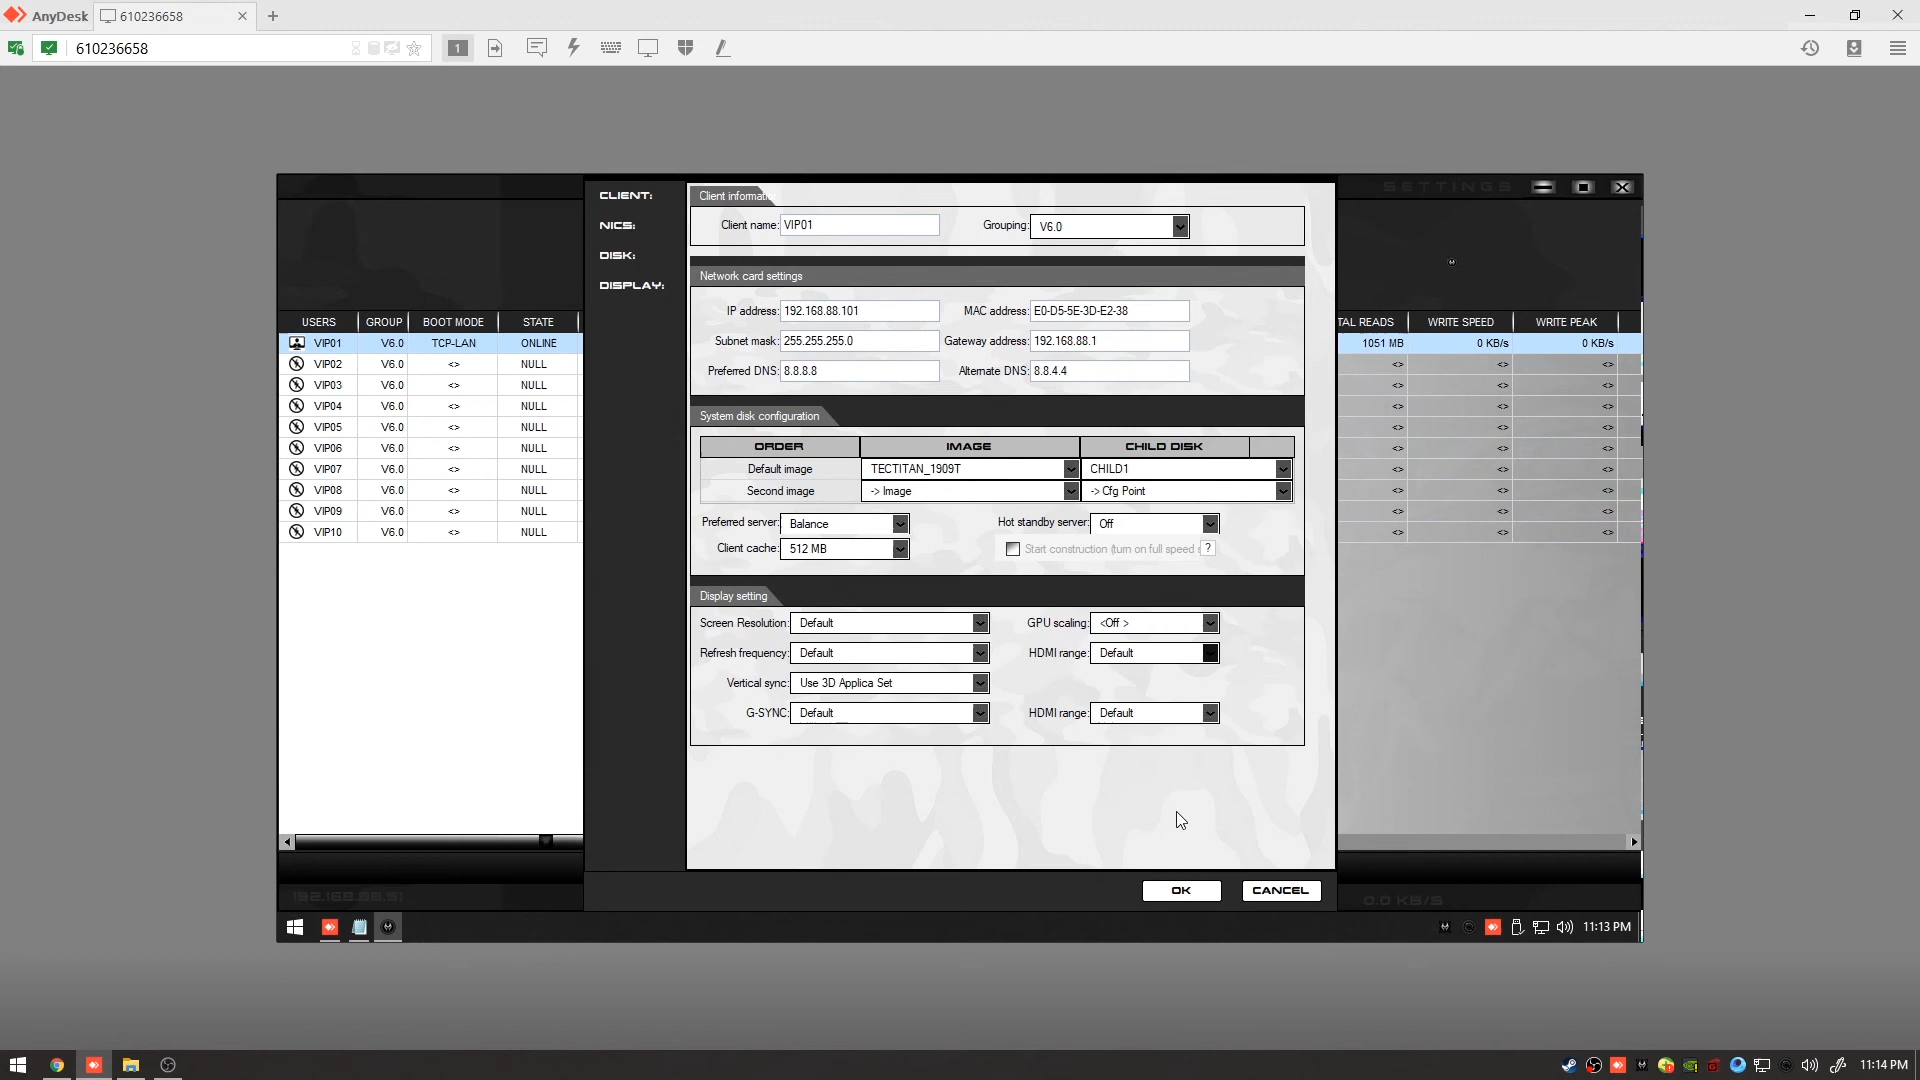 AnyDesk 610236658
610236658 1
SETTINGS
CLIENT:
NICS:
DISK:
DISPLAY:
Client informatio
Client name: VIP01 Grouping: V6.0
Network card settings
IP address: 192.168.88.101 MAC address: E0-D5-5E-3D-E2-38
Subnet mask: 255.255.255.0 Gateway address: 192.168.88.1
Preferred DNS: 8.8.8.8 Alternate DNS: 8.8.4.4
System disk configuration
ORDER IMAGE CHILD DISK
Default image TECTITAN_1909T CHILD1
Second image -> Image -> Cfg Point
Preferred server: Balance Hot standby server: Off
Client cache: 512 MB Start construction (turn on full speed s ?
Display setting
Screen Resolution: Default GPU scaling: <Off >
Refresh frequency: Default HDMI range: Default
Vertical sync: Use 3D Applica Set
G-SYNC: Default HDMI range: Default
OK CANCEL
USERS GROUP BOOT MODE STATE TAL READS WRITE SPEED WRITE PEAK
VIP01 V6.0 TCP-LAN ONLINE 1051 MB 0 KB/s 0 KB/s
VIP02 V6.0 <> NULL <> <> <>
VIP03 V6.0 <> NULL <> <> <>
VIP04 V6.0 <> NULL <> <> <>
VIP05 V6.0 <> NULL <> <> <>
VIP06 V6.0 <> NULL <> <> <>
VIP07 V6.0 <> NULL <> <> <>
VIP08 V6.0 <> NULL <> <> <>
VIP09 V6.0 <> NULL <> <> <>
VIP10 V6.0 <> NULL <> <> <>
0.0 KB/S
11:13 PM
11:14 PM